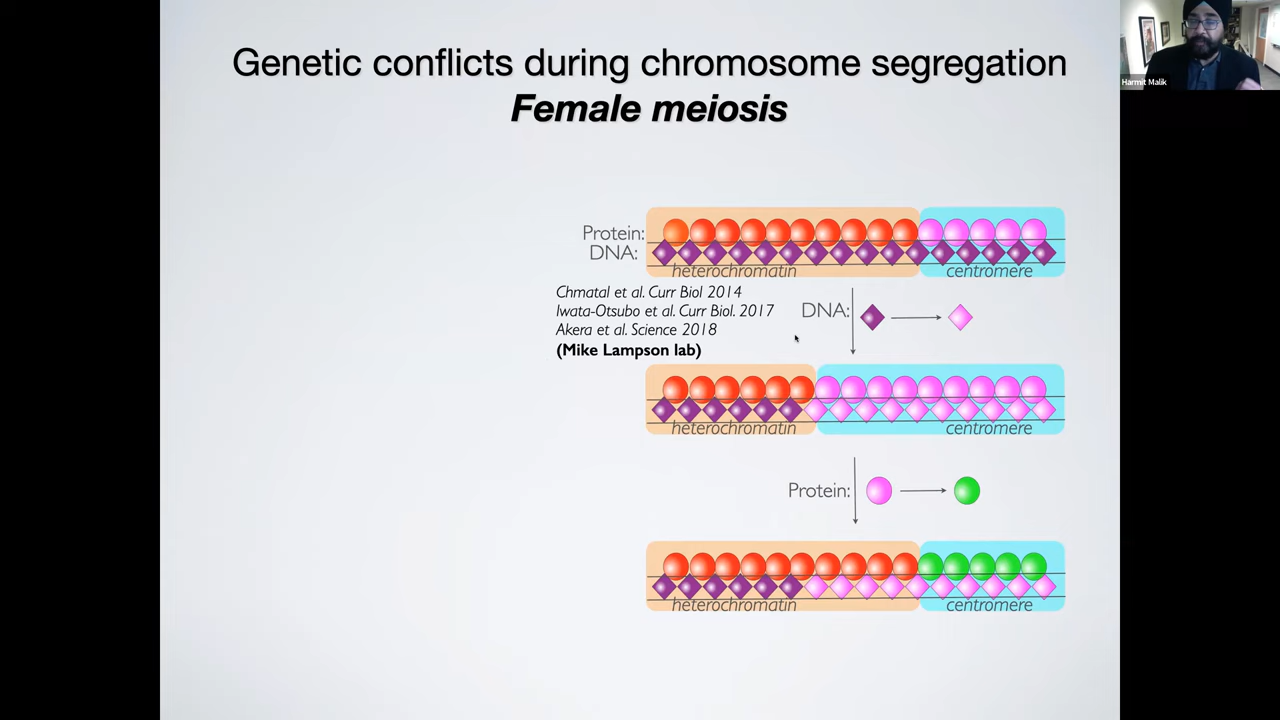 Genetic conflicts during chromosome segregation
Female meiosis
Harmit Malik
Protein:
DNA:
heterochromatin
centromere
Chmatal et al. Curr Biol 2014
Iwata-Otsubo et al. Curr Biol. 2017
Akera et al. Science 2018
(Mike Lampson lab)
DNA:
heterochromatin
centromere
Protein:
heterochromatin
centromere